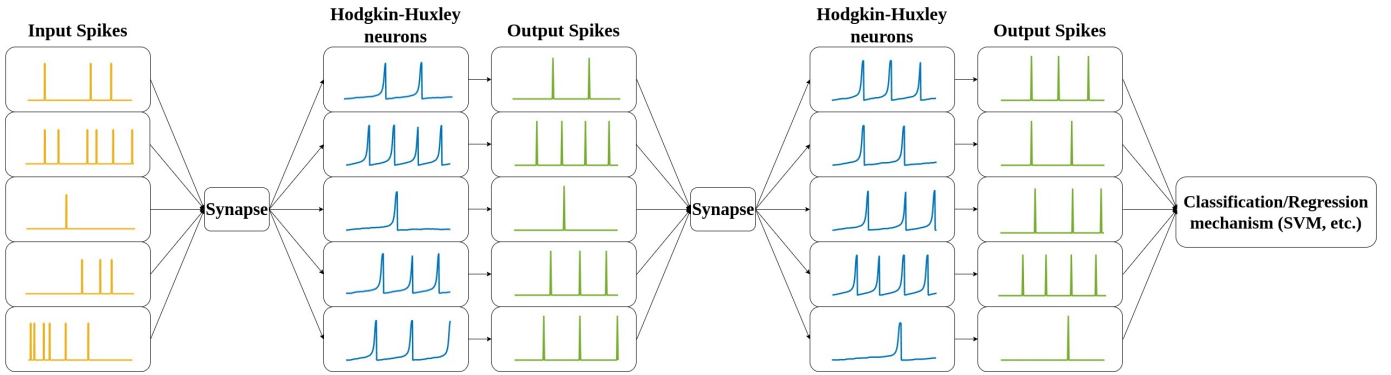 Input Spikes
Hodgkin-Huxley
neurons
Output Spikes
Hodgkin-Huxley
neurons
Output Spikes
Synapse
Synapse
Classification/Regression
mechanism (SVM, etc.)